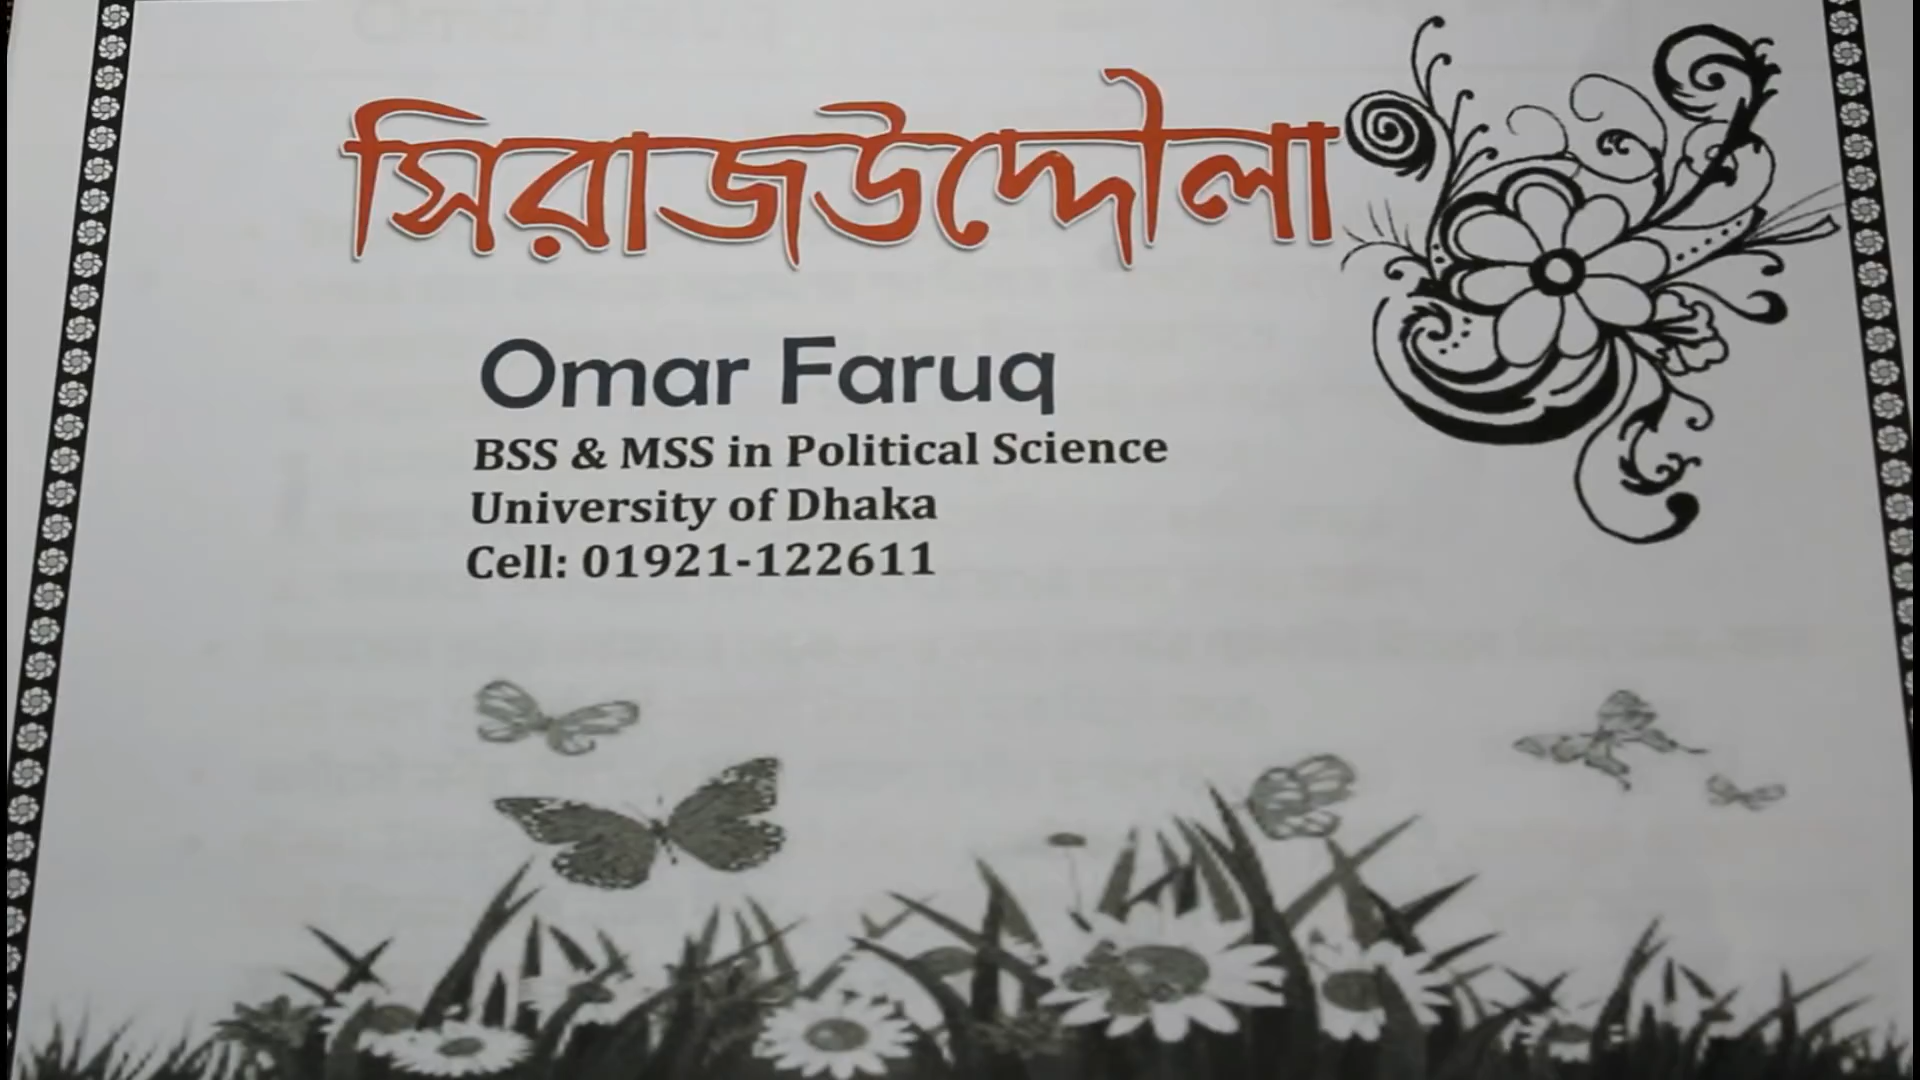 সিরাজউদ্দৌলা
Omar Faruq
BSS & MSS in Political Science
University of Dhaka
Cell: 01921-122611